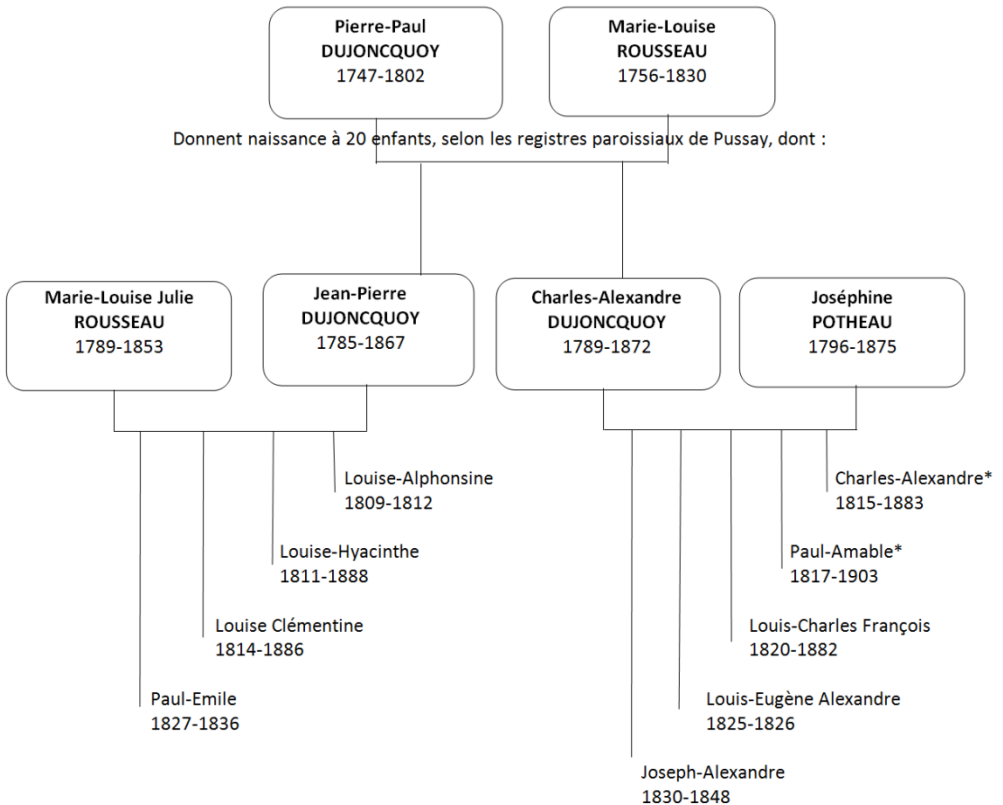 Pierre-Paul
DUJONCQUOY
1747-1802
Marie-Louise
ROUSSEAU
1756-1830
Donnent naissance à 20 enfants, selon les registres paroissiaux de Pussay, dont :
Marie-Louise Julie
ROUSSEAU
1789-1853
Jean-Pierre
DUJONCQUOY
1785-1867
Charles-Alexandre
DUJONCQUOY
1789-1872
Joséphine
POTHEAU
1796-1875
Louise-Alphonsine
1809-1812
Louise-Hyacinthe
1811-1888
Louise Clémentine
1814-1886
Paul-Emile
1827-1836
Charles-Alexandre*
1815-1883
Paul-Amable*
1817-1903
Louis-Charles François
1820-1882
Louis-Eugène Alexandre
1825-1826
Joseph-Alexandre
1830-1848